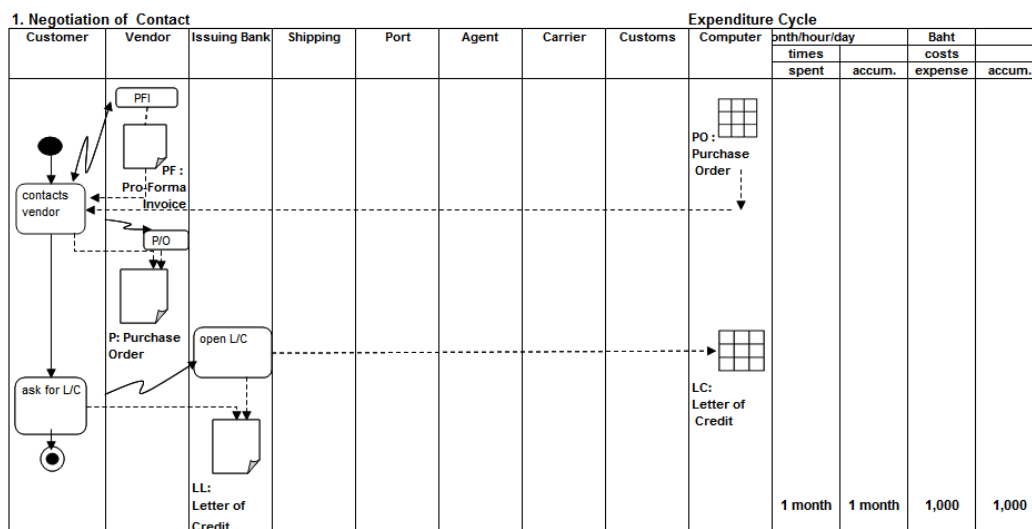 1. Negotiation of Contact
Expenditure Cycle
Customer
Vendor
Issuing Bank
Shipping
Port
Agent
Carrier
Customs
Computer
onth/hour/day
Baht
times
costs
spent
accum.
expense
accum.
PFI
PF :
Pro-Forma
Invoice
PO :
Purchase
Order
contacts
vendor
P/O
P: Purchase
Order
open L/C
ask for L/C
LC:
Letter of
Credit
LL:
Letter of
Credit
1 month
1 month
1,000
1,000